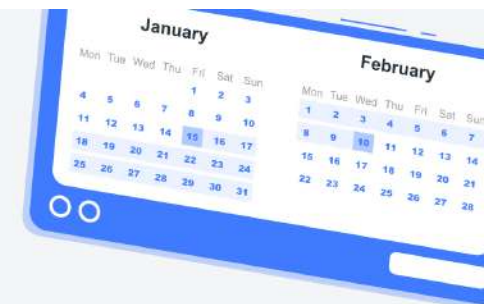 January
Mon Tue Wed Thu Fri Sat Sun
1 2 3
4 5 6 7 8 9 10
11 12 13 14 15 16 17
18 19 20 21 22 23 24
25 26 27 28 29 30 31
February
Mon Tue Wed Thu Fri Sat Sun
1 2 3 4 5 6 7
8 9 10 11 12 13 14
15 16 17 18 19 20 21
22 23 24 25 26 27 28